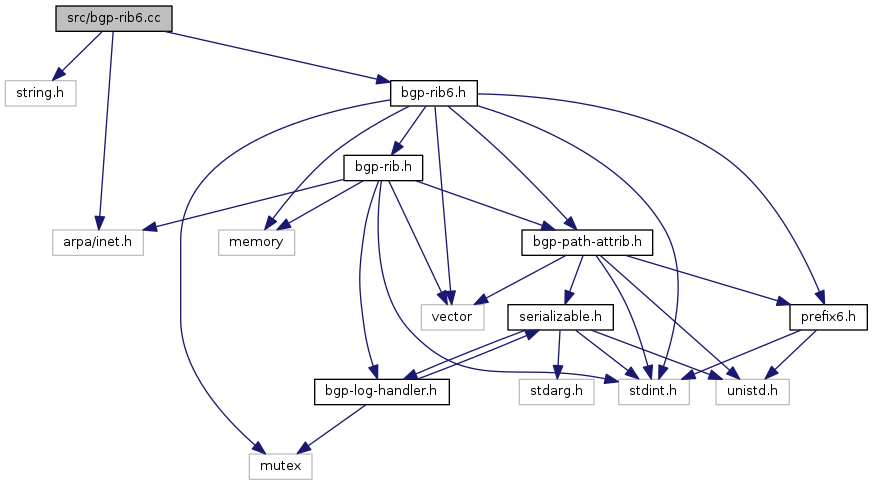 src/bgp-rib6.cc
string.h
bgp-rib6.h
bgp-rib.h
arpa/inet.h
memory
bgp-path-attrib.h
vector
serializable.h
prefix6.h
bgp-log-handler.h
stdarg.h
stdint.h
unistd.h
mutex